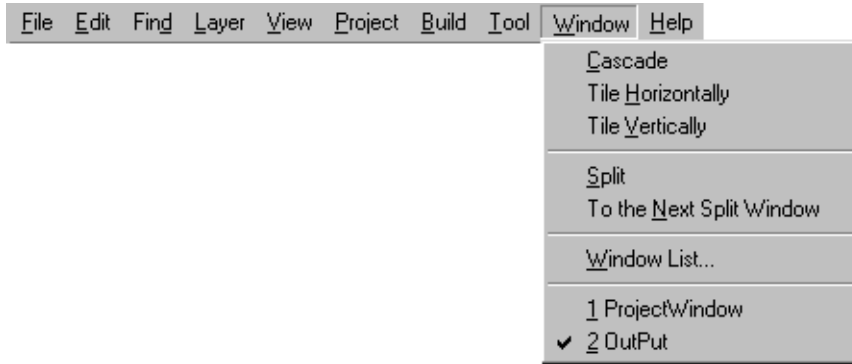 File Edit Find Layer View Project Build Tool Window Help
Cascade
Tile Horizontally
Tile Vertically
Split
To the Next Split Window
Window List...
1 ProjectWindow
2 OutPut